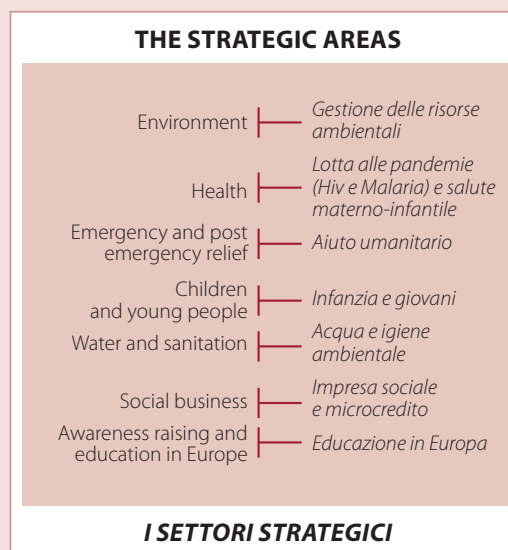 THE STRATEGIC AREAS
Environment
Gestione delle risorse
ambientali
Health
Lotta alle pandemie
(Hiv e Malaria) e salute
materno-infantile
Emergency and post
emergency relief
Aiuto umanitario
Children
and young people
Infanzia e giovani
Water and sanitation
Acqua e igiene
ambientale
Social business
Impresa sociale
e microcredito
Awareness raising and
education in Europe
Educazione in Europa
I SETTORI STRATEGICI